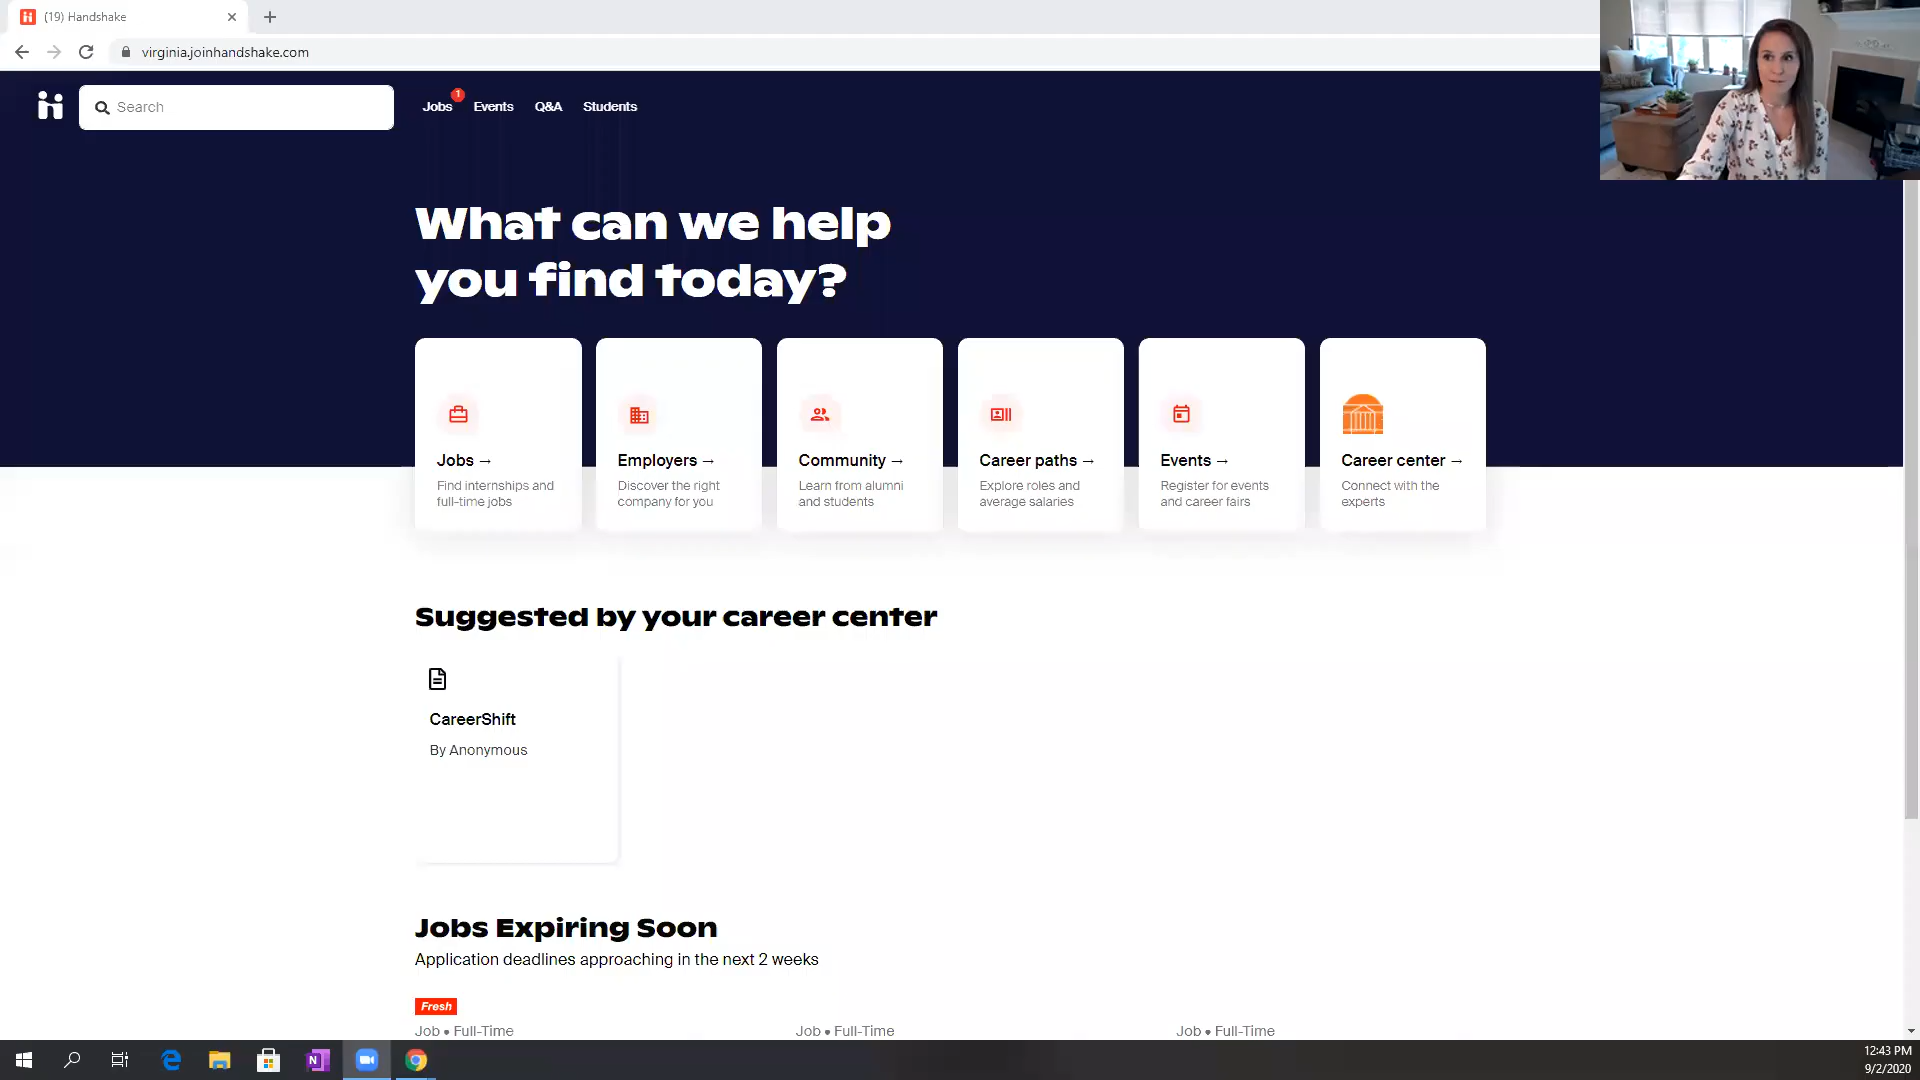 (19) Handshake
virginia.joinhandshake.com
Search
Jobs
1
Events
Q&A
Students
What can we help
you find today?
Jobs →
Find internships and
full-time jobs
Employers →
Discover the right
company for you
Community →
Learn from alumni
and students
Career paths →
Explore roles and
average salaries
Events →
Register for events
and career fairs
Career center →
Connect with the
experts
Suggested by your career center
CareerShift
By Anonymous
Jobs Expiring Soon
Application deadlines approaching in the next 2 weeks
Fresh
Job • Full-Time
Job • Full-Time
Job • Full-Time
N
12:43 PM
9/2/2020